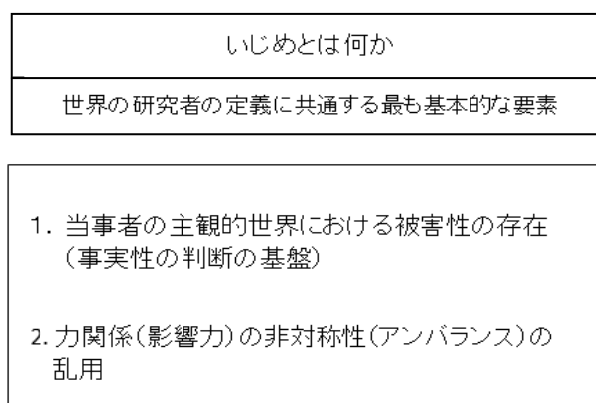 いじめとは何か
世界の研究者の定義に共通する最も基本的な要素
1. 当事者の主観的世界における被害性の存在
(事実性の判断の基盤)
2. 力関係(影響力)の非対称性(アンバランス)の
乱用